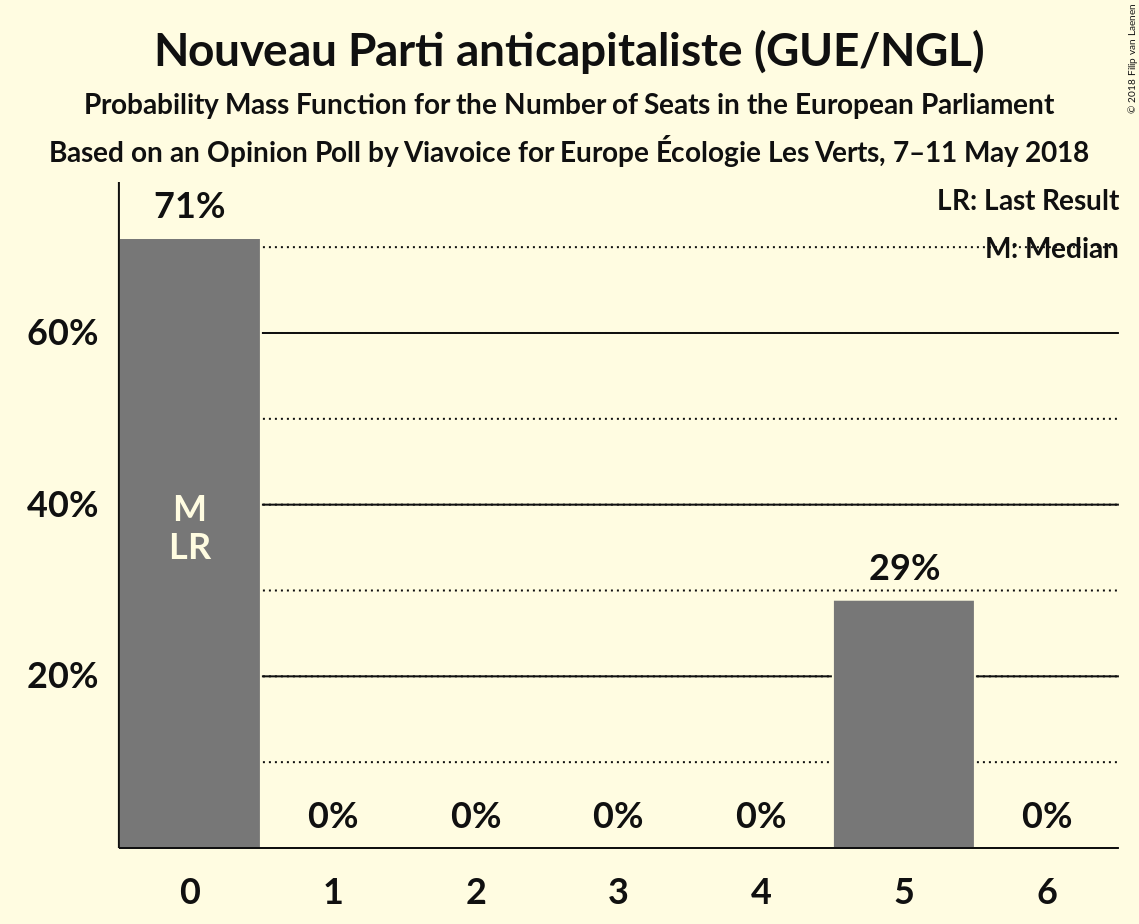 Nouveau Parti anticapitaliste (GUE/NGL)
Probability Mass Function for the Number of Seats in the European Parliament
Based on an Opinion Poll by Viavoice for Europe Écologie Les Verts, 7–11 May 2018
© 2018 Filip van Laenen
LR: Last Result
M: Median
71%
60%
40%
20%
M
LR
29%
0%
0%
0%
0%
0%
0
1
2
3
4
5
6